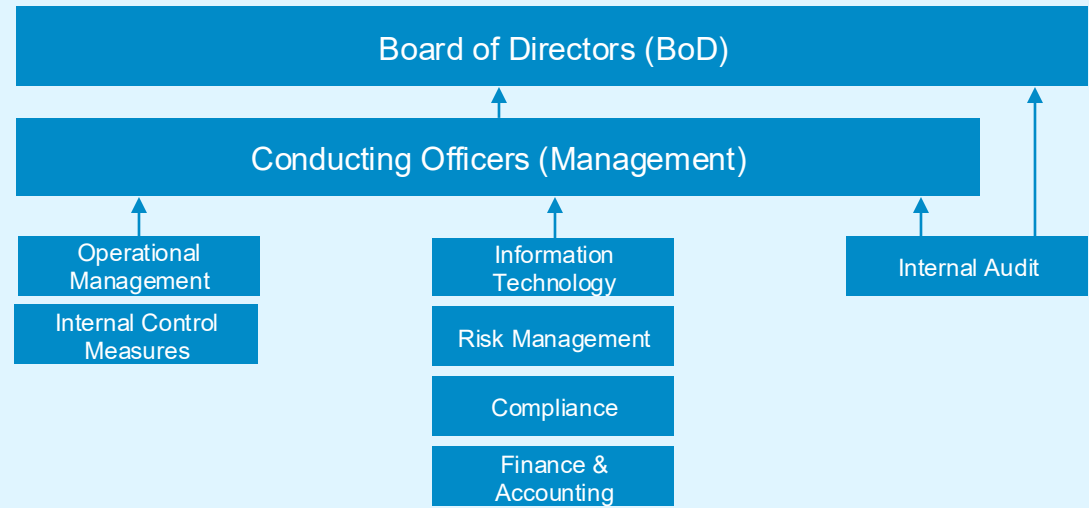 Board of Directors (BoD)
Conducting Officers (Management)
Operational
Management
Internal Control
Measures
Information
Technology
Risk Management
Compliance
Finance &
Accounting
Internal Audit